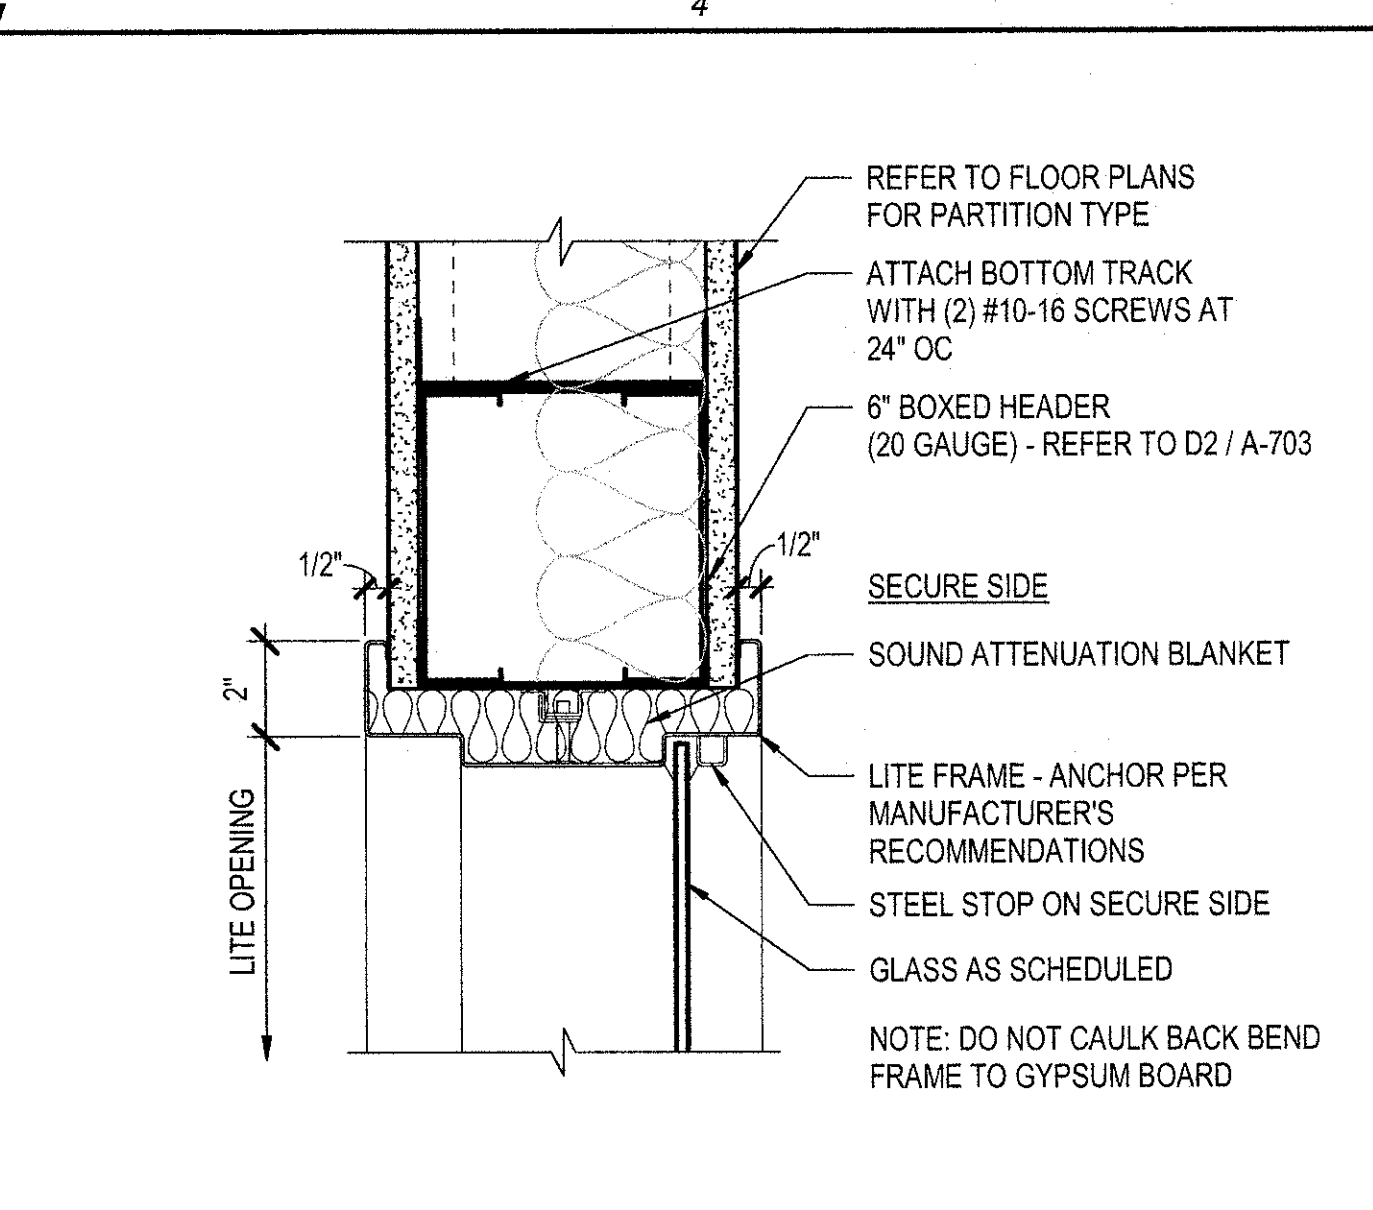 4
REFER TO FLOOR PLANS
FOR PARTITION TYPE
ATTACH BOTTOM TRACK
WITH (2) #10-16 SCREWS AT
24" OC
6" BOXED HEADER
(20 GAUGE) - REFER TO D2 / A-703
1/2"
1/2"
SECURE SIDE
SOUND ATTENUATION BLANKET
2"
LITE FRAME - ANCHOR PER
MANUFACTURER'S
RECOMMENDATIONS
LITE OPENING
STEEL STOP ON SECURE SIDE
GLASS AS SCHEDULED
NOTE: DO NOT CAULK BACK BEND
FRAME TO GYPSUM BOARD